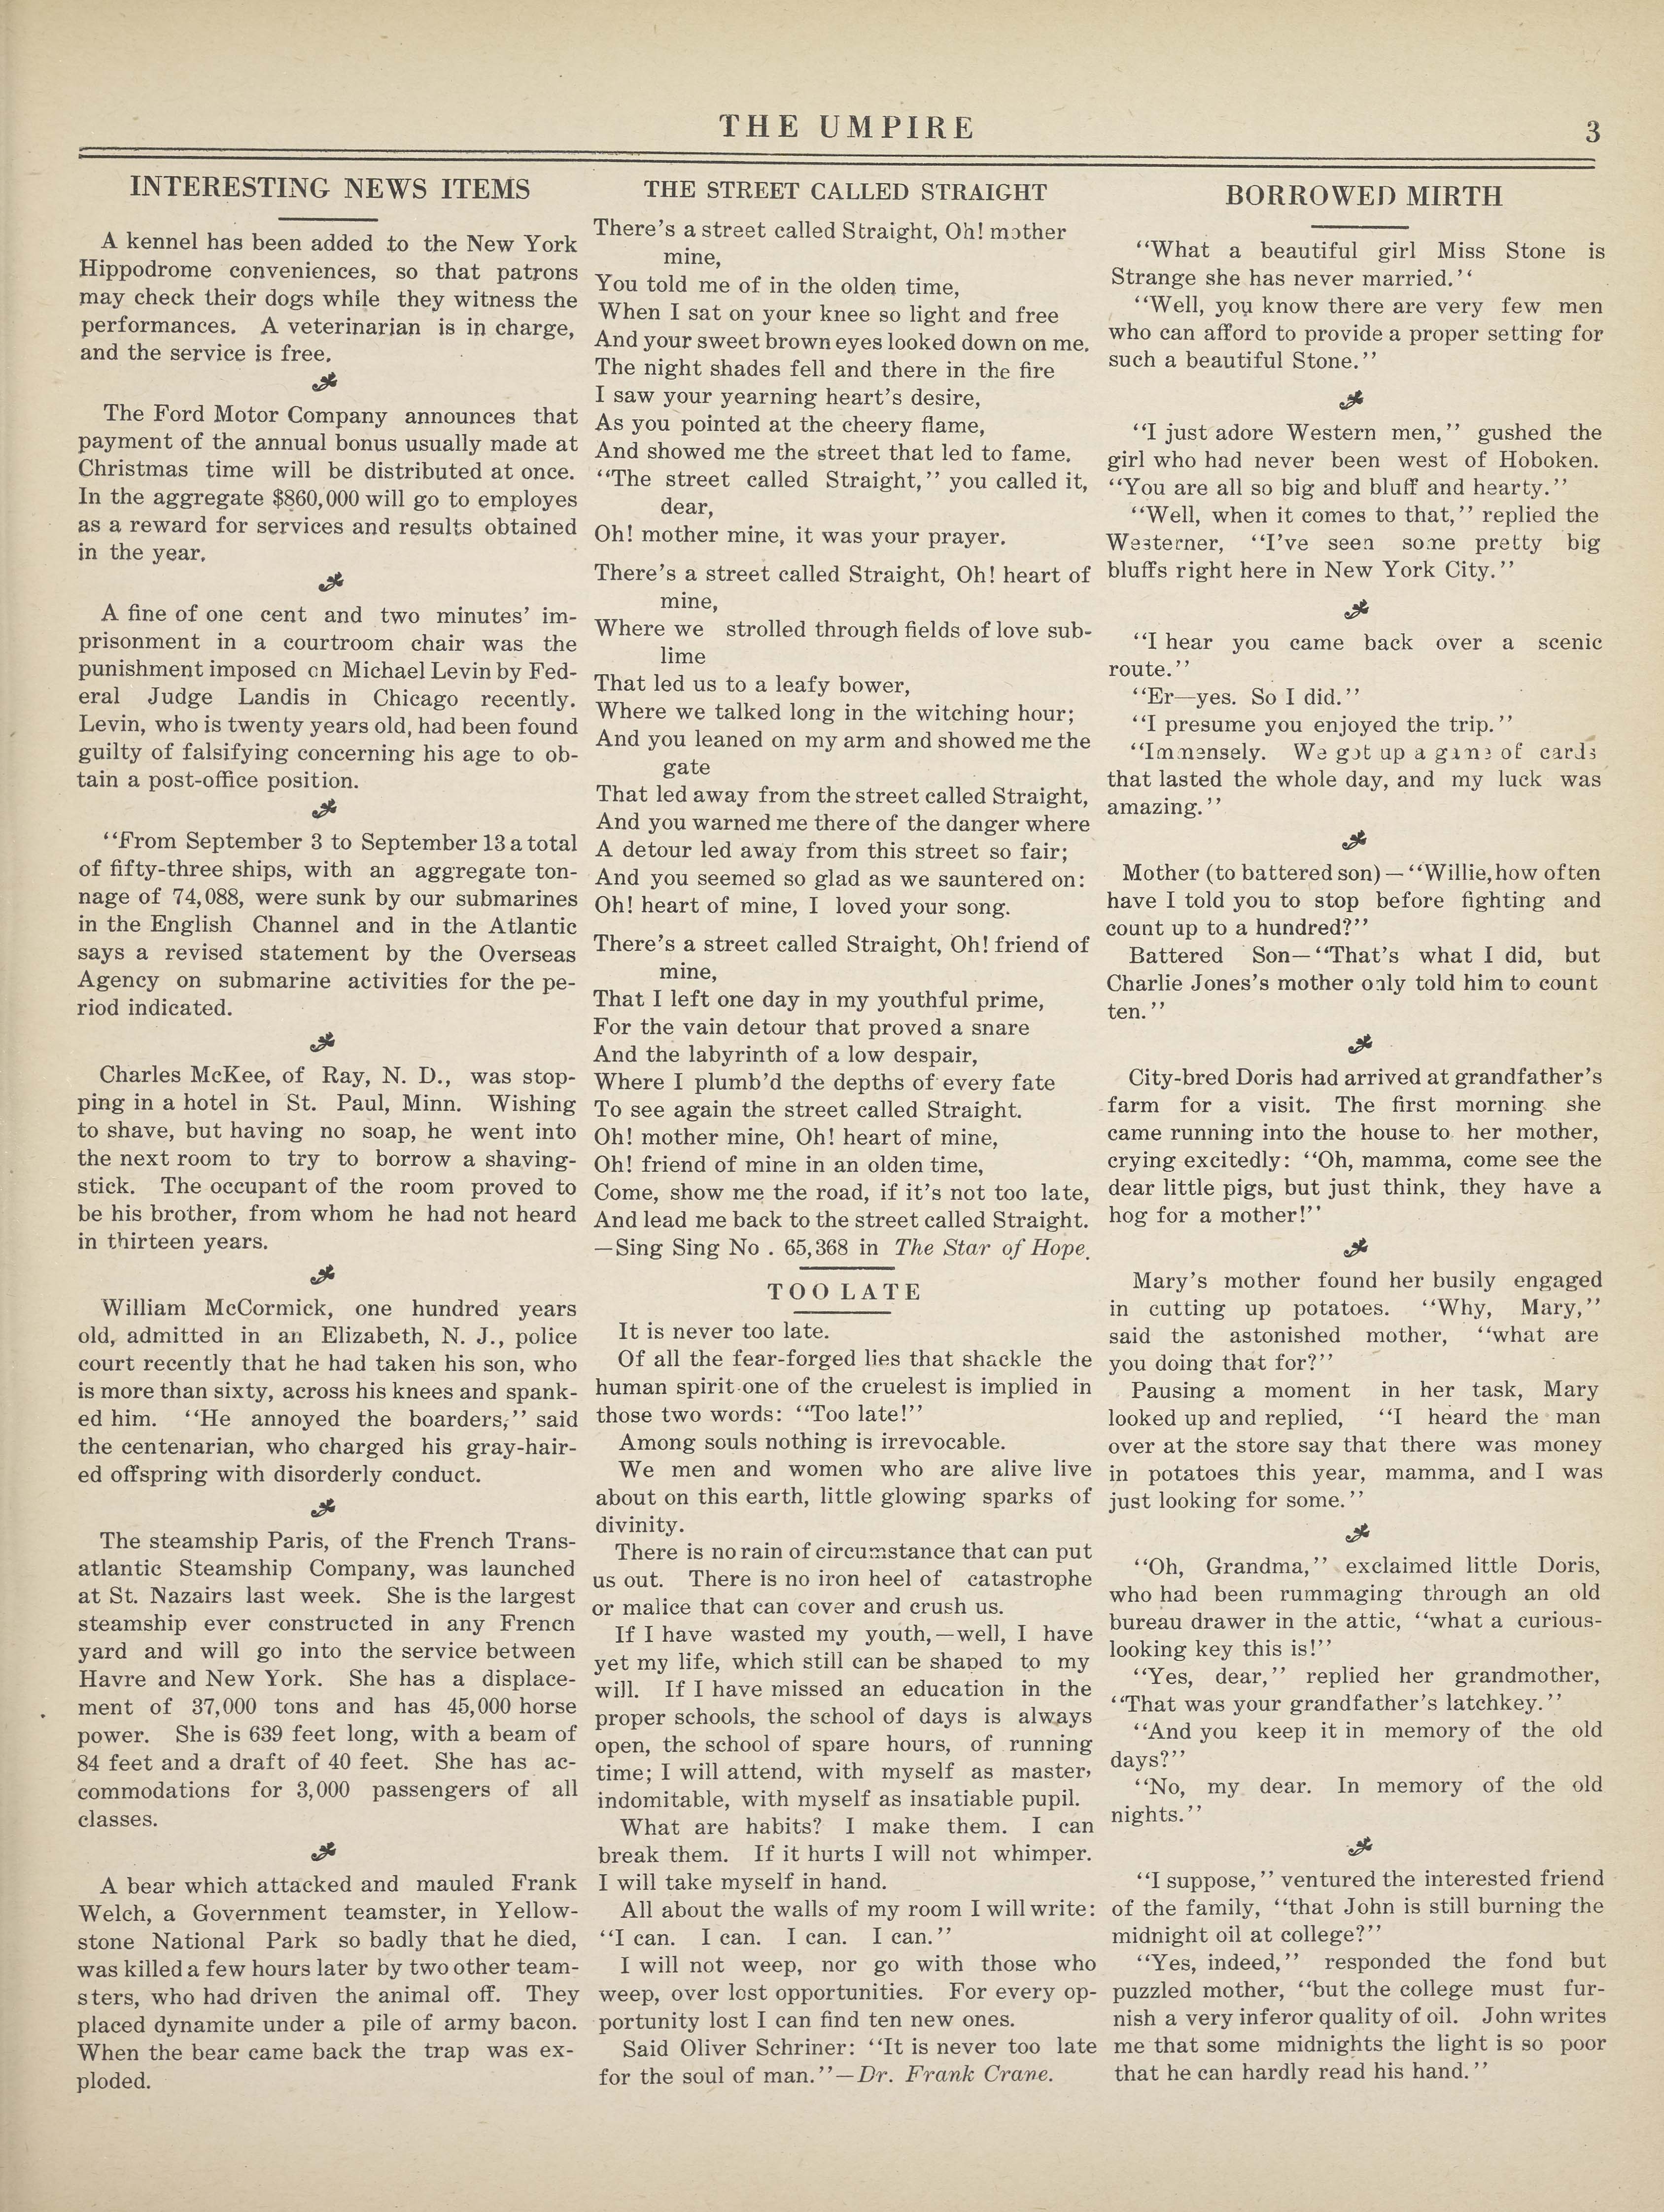 THE UMPIRE
3
INTERESTING NEWS ITEMS
A kennel has been added to the New York
Hippodrome conveniences, so that patrons
may check their dogs while they witness the
performances. A veterinarian is in charge,
and the service is free.
The Ford Motor Company announces that
payment of the annual bonus usually made at
Christmas time will be distributed at once.
In the aggregate $860,000 will go to employes
as a reward for services and results obtained
in the year.
A fine of one cent and two minutes' im-
prisonment in a courtroom chair was the
punishment imposed on Michael Levin by Fed-
eral Judge Landis in Chicago recently.
Levin, who is twenty years old, had been found
guilty of falsifying concerning his age to ob-
tain a post-office position.
"From September 3 to September 13 a total
of fifty-three ships, with an aggregate ton-
nage of 74,088, were sunk by our submarines
in the English Channel and in the Atlantic
says a revised statement by the Overseas
Agency on submarine activities for the pe-
riod indicated.
Charles McKee, of Ray, N. D., was stop-
ping in a hotel in St. Paul, Minn. Wishing
to shave, but having no soap, he went into
the next room to try to borrow a shaving-
stick. The occupant of the room proved to
be his brother, from whom he had not heard
in thirteen years.
William McCormick, one hundred years
old, admitted in an Elizabeth, N. J., police
court recently that he had taken his son, who
is more than sixty, across his knees and spank-
ed him. "He annoyed the boarders," said
the centenarian, who charged his gray-hair-
ed offspring with disorderly conduct.
The steamship Paris, of the French Trans-
atlantic Steamship Company, was launched
at St. Nazairs last week. She is the largest
steamship ever constructed in any French
yard and will go into the service between
Havre and New York. She has a displace-
ment of 37,000 tons and has 45,000 horse
power. She is 639 feet long, with a beam of
84 feet and a draft of 40 feet. She has ac-
commodations for 3,000 passengers of all
classes.
A bear which attacked and mauled Frank
Welch, a Government teamster, in Yellow-
stone National Park so badly that he died,
was killed a few hours later by two other team-
sters, who had driven the animal off. They
placed dynamite under a pile of army bacon.
When the bear came back the trap was ex-
ploded.
THE STREET CALLED STRAIGHT
There's a street called Straight, Oh! mother
mine,
You told me of in the olden time,
When I sat on your knee so light and free
And your sweet brown eyes looked down on me.
The night shades fell and there in the fire
I saw your yearning heart's desire,
As you pointed at the cheery flame,
And showed me the street that led to fame.
"The street called Straight," you called it,
dear,
Oh! mother mine, it was your prayer.
There's a street called Straight, Oh! heart of
mine,
Where we strolled through fields of love sub-
lime
That led us to a leafy bower,
Where we talked long in the witching hour;
And you leaned on my arm and showed me the
gate
That led away from the street called Straight,
And you warned me there of the danger where
A detour led away from this street so fair;
And you seemed so glad as we sauntered on:
Oh! heart of mine, I loved your song.
There's a street called Straight, Oh! friend of
mine,
That I left one day in my youthful prime,
For the vain detour that proved a snare
And the labyrinth of a low despair,
Where I plumb'd the depths of every fate
To see again the street called Straight.
Oh! mother mine, Oh! heart of mine,
Oh! friend of mine in an olden time,
Come, show me the road, if it's not too late,
And lead me back to the street called Straight.
—Sing Sing No . 65,368 in The Star of Hope.
TOO LATE
It is never too late.
Of all the fear-forged lies that shackle the
human spirit one of the cruelest is implied in
those two words: "Too late!"
Among souls nothing is irrevocable.
We men and women who are alive live
about on this earth, little glowing sparks of
divinity.
There is no rain of circumstance that can put
us out. There is no iron heel of catastrophe
or malice that can cover and crush us.
If I have wasted my youth,—well, I have
yet my life, which still can be shaped to my
will. If I have missed an education in the
proper schools, the school of days is always
open, the school of spare hours, of running
time; I will attend, with myself as master,
indomitable, with myself as insatiable pupil.
What are habits? I make them. I can
break them. If it hurts I will not whimper.
I will take myself in hand.
All about the walls of my room I will write:
"I can. I can. I can. I can."
I will not weep, nor go with those who
weep, over lost opportunities. For every op-
portunity lost I can find ten new ones.
Said Oliver Schriner: "It is never too late
for the soul of man."—Dr. Frank Crane.
BORROWED MIRTH
"What a beautiful girl Miss Stone is
Strange she has never married."
"Well, you know there are very few men
who can afford to provide a proper setting for
such a beautiful Stone."
"I just adore Western men," gushed the
girl who had never been west of Hoboken.
"You are all so big and bluff and hearty."
"Well, when it comes to that," replied the
Westerner, "I've seen some pretty big
bluffs right here in New York City."
"I hear you came back over a scenic
route."
"Er—yes. So I did."
"I presume you enjoyed the trip."
"Immensely. We got up a game of cards
that lasted the whole day, and my luck was
amazing."
Mother (to battered son)—"Willie, how often
have I told you to stop before fighting and
count up to a hundred?"
Battered Son—"That's what I did, but
Charlie Jones's mother only told him to count
ten."
City-bred Doris had arrived at grandfather's
farm for a visit. The first morning she
came running into the house to her mother,
crying excitedly: "Oh, mamma, come see the
dear little pigs, but just think, they have a
hog for a mother!"
Mary's mother found her busily engaged
in cutting up potatoes. "Why, Mary,"
said the astonished mother, "what are
you doing that for?"
Pausing a moment in her task, Mary
looked up and replied, "I heard the man
over at the store say that there was money
in potatoes this year, mamma, and I was
just looking for some."
"Oh, Grandma," exclaimed little Doris,
who had been rummaging through an old
bureau drawer in the attic, "what a curious-
looking key this is!"
"Yes, dear," replied her grandmother,
"That was your grandfather's latchkey."
"And you keep it in memory of the old
days?"
"No, my dear. In memory of the old
nights."
"I suppose," ventured the interested friend
of the family, "that John is still burning the
midnight oil at college?"
"Yes, indeed," responded the fond but
puzzled mother, "but the college must fur-
nish a very inferor quality of oil. John writes
me that some midnights the light is so poor
that he can hardly read his hand."